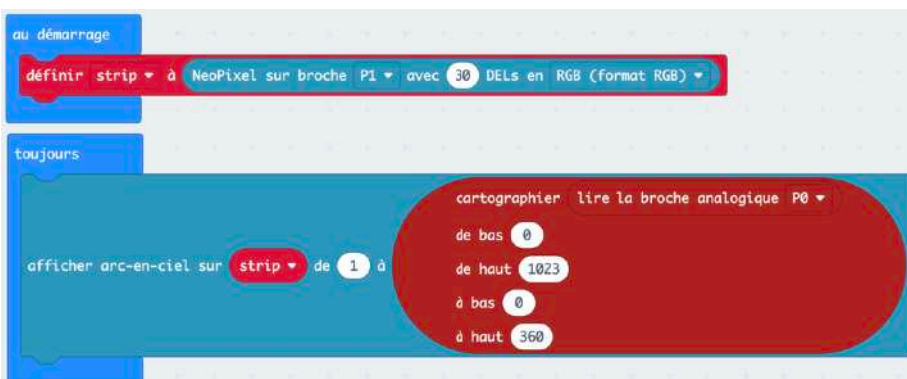 au démarrage
définir strip à NeoPixel sur broche P1 avec 30 DELs en RGB (format RGB)
toujours
cartographier lire la broche analogique P0
de bas 0
afficher arc-en-ciel sur strip de 1 à
de haut 1023
à bas 0
à haut 360